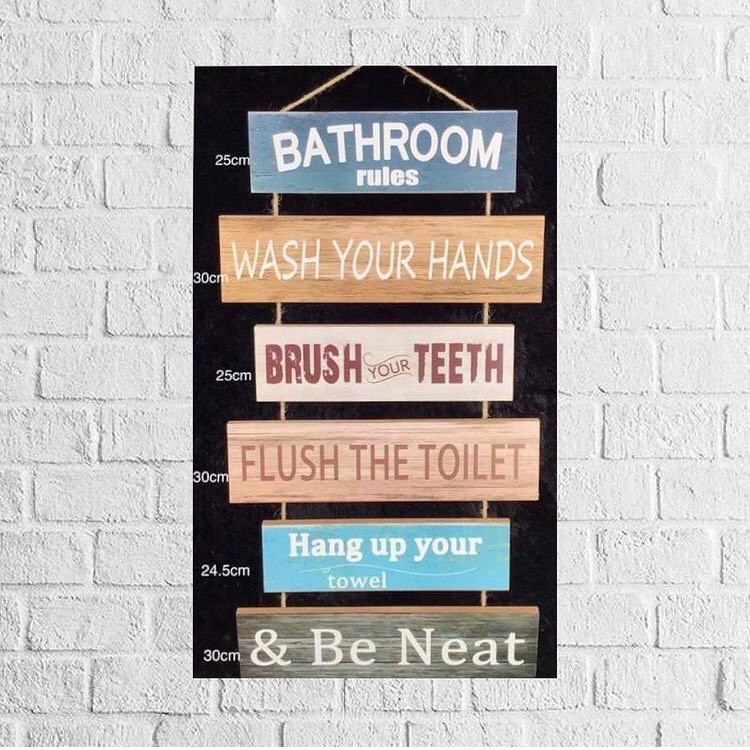 BATHROOM
rules
25cm
WASH YOUR HANDS
30cm
BRUSH YOUR TEETH
25cm
FLUSH THE TOILET
30cm
Hang up your
towel
24.5cm
& Be Neat
30cm